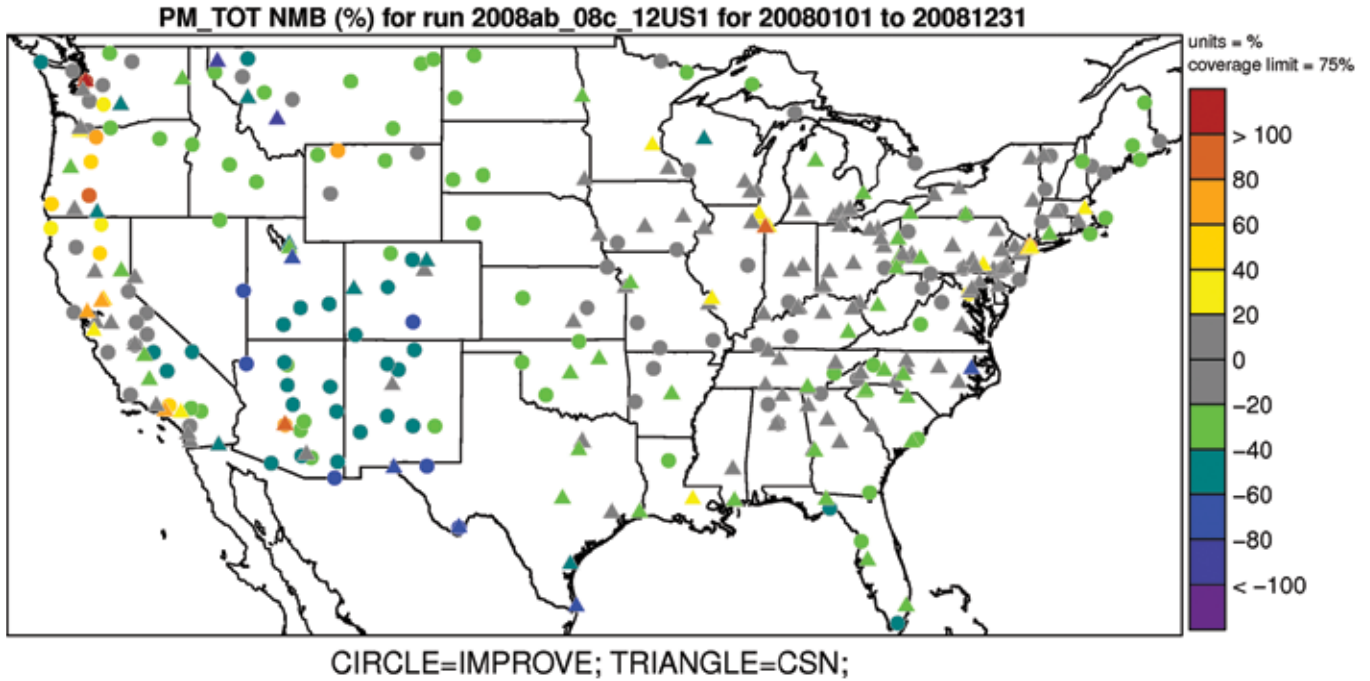 PM_TOT NMB (%) for run 2008ab_08c_12US1 for 20080101 to 20081231
units = %
coverage limit = 75%
> 100
80
60
40
20
0
−20
−40
−60
−80
< −100
CIRCLE=IMPROVE; TRIANGLE=CSN;